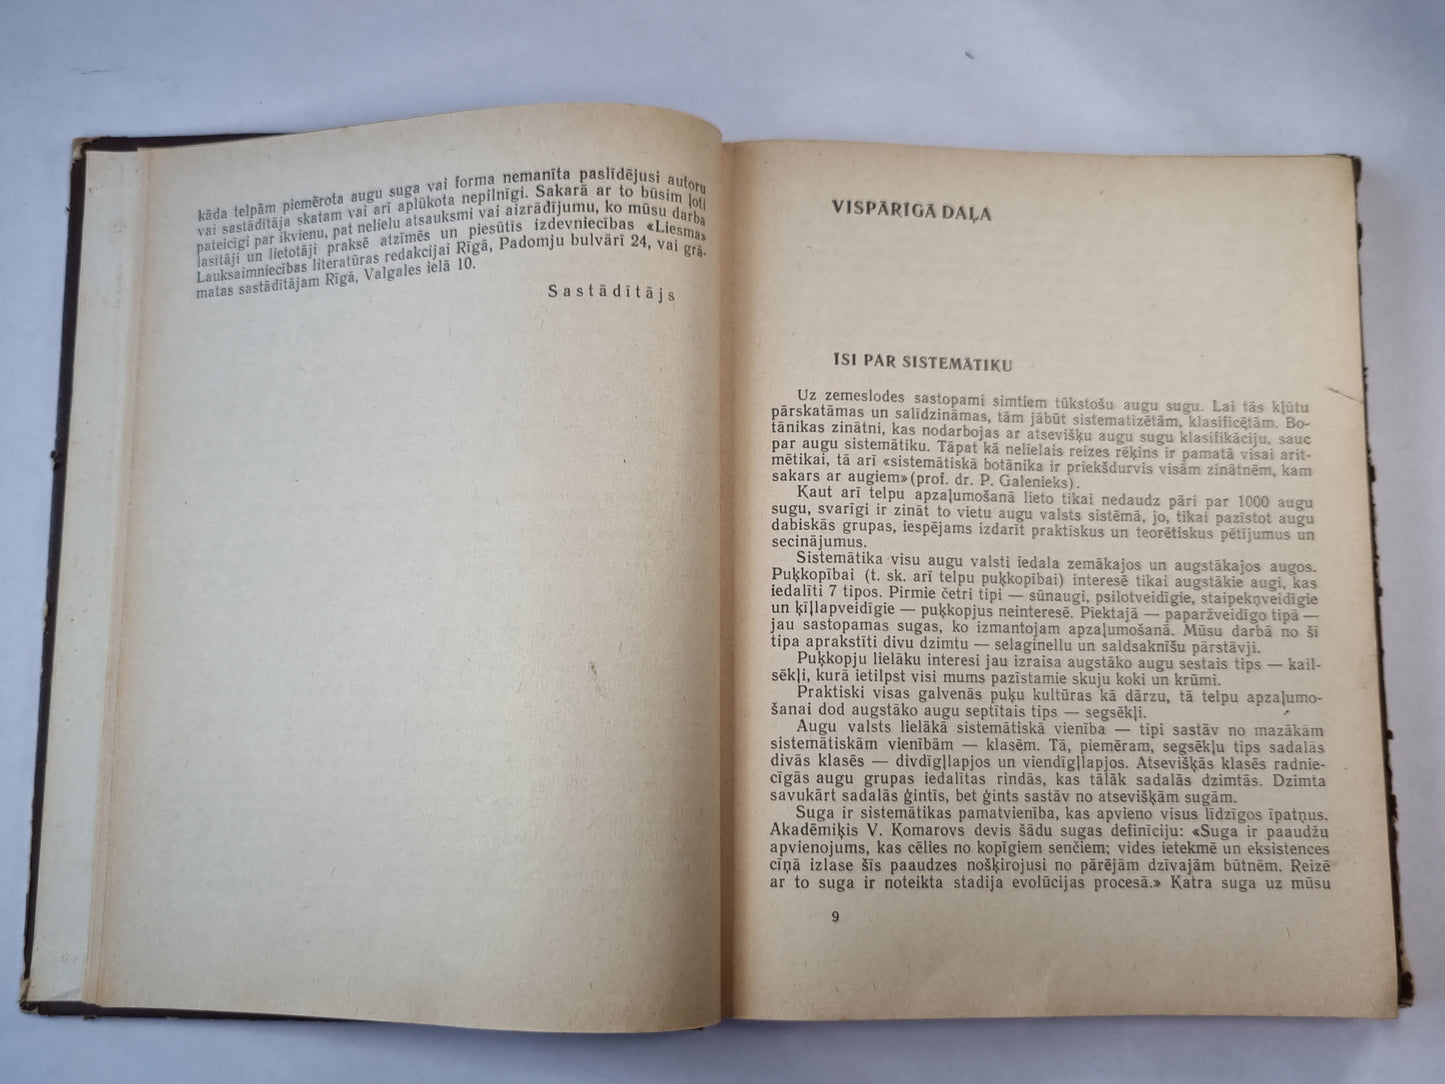 kāda telpām piemērota augu suga vai forma nemanīta paslīdējusi autoru
vai sastādītāja skatam vai arī aplūkota nepilnīgi. Sakarā ar to būsim ļoti
pateicīgi par ikvienu, pat nelielu atsauksmi vai aizrādījumu, ko mūsu darba
lasītāji un lietotāji praksē atzīmēs un piesūtīs izdevniecības «Liesma»
Lauksaimniecības literatūras redakcijai Rīgā, Padomju bulvārī 24, vai grā-
matas sastādītājam Rīgā, Valgales ielā 10.
Sastādītājs
VISPĀRĪGĀ DAĻA
ĪSI PAR SISTEMĀTIKU
Uz zemeslodes sastopami simtiem tūkstošu augu sugu. Lai tās kļūtu
pārskatāmas un salīdzināmas, tām jābūt sistematizētām, klasificētām. Bo-
tānikas zinātni, kas nodarbojas ar atsevišķu augu sugu klasifikāciju, sauc
par augu sistemātiku. Tāpat kā nelielais reizes rēķins ir pamatā visai arit-
mētikai, tā arī «sistemātiskā botānika ir priekšdurvis visām zinātnēm, kam
sakars ar augiem» (prof. dr. P. Galenieks).
Kaut arī telpu apzaļumošanā lieto tikai nedaudz pāri par 1000 augu
sugu, svarīgi ir zināt to vietu augu valsts sistēmā, jo, tikai pazīstot augu
dabiskās grupas, iespējams izdarīt praktiskus un teorētiskus pētījumus un
secinājumus.
Sistemātika visu augu valsti iedala zemākajos un augstākajos augos.
Puķkopībai (t. sk. arī telpu puķkopībai) interesē tikai augstākie augi, kas
iedalīti 7 tipos. Pirmie četri tipi — sūnaugi, psilotveidīgie, staipekņveidīgie
un ķīļlapveidīgie — puķkopjus neinteresē. Piektajā — paparžveidīgo tipā —
jau sastopamas sugas, ko izmantojam apzaļumošanā. Mūsu darbā no šī
tipa aprakstīti divu dzimtu — selaginellu un saldsaknīšu pārstāvji.
Puķkopju lielāku interesi jau izraisa augstāko augu sestais tips — kail-
sēkļi, kurā ietilpst visi mums pazīstamie skuju koki un krūmi.
Praktiski visas galvenās puķu kultūras kā dārzu, tā telpu apzaļumo-
šanai dod augstāko augu septītais tips — segsēkļi.
Augu valsts lielākā sistemātiskā vienība — tipi sastāv no mazākām
sistemātiskām vienībām — klasēm. Tā, piemēram, segsēkļu tips sadalās
divās klasēs — divdīgļlapjos un viendīgļlapjos. Atsevišķās klasēs radnie-
cīgās augu grupas iedalītas rindās, kas tālāk sadalās dzimtās. Dzimta
savukārt sadalās ģintīs, bet ģints sastāv no atsevišķām sugām.
Suga ir sistemātikas pamatvienība, kas apvieno visus līdzīgos īpatņus.
Akadēmiķis V. Komarovs devis šādu sugas definīciju: «Suga ir paaudžu
apvienojums, kas cēlies no kopīgiem senčiem; vides ietekmē un eksistences
cīņā izlase šīs paaudzes nošķirojusi no pārējām dzīvajām būtnēm. Reizē
ar to suga ir noteikta stadija evolūcijas procesā.» Katra suga uz mūsu
9